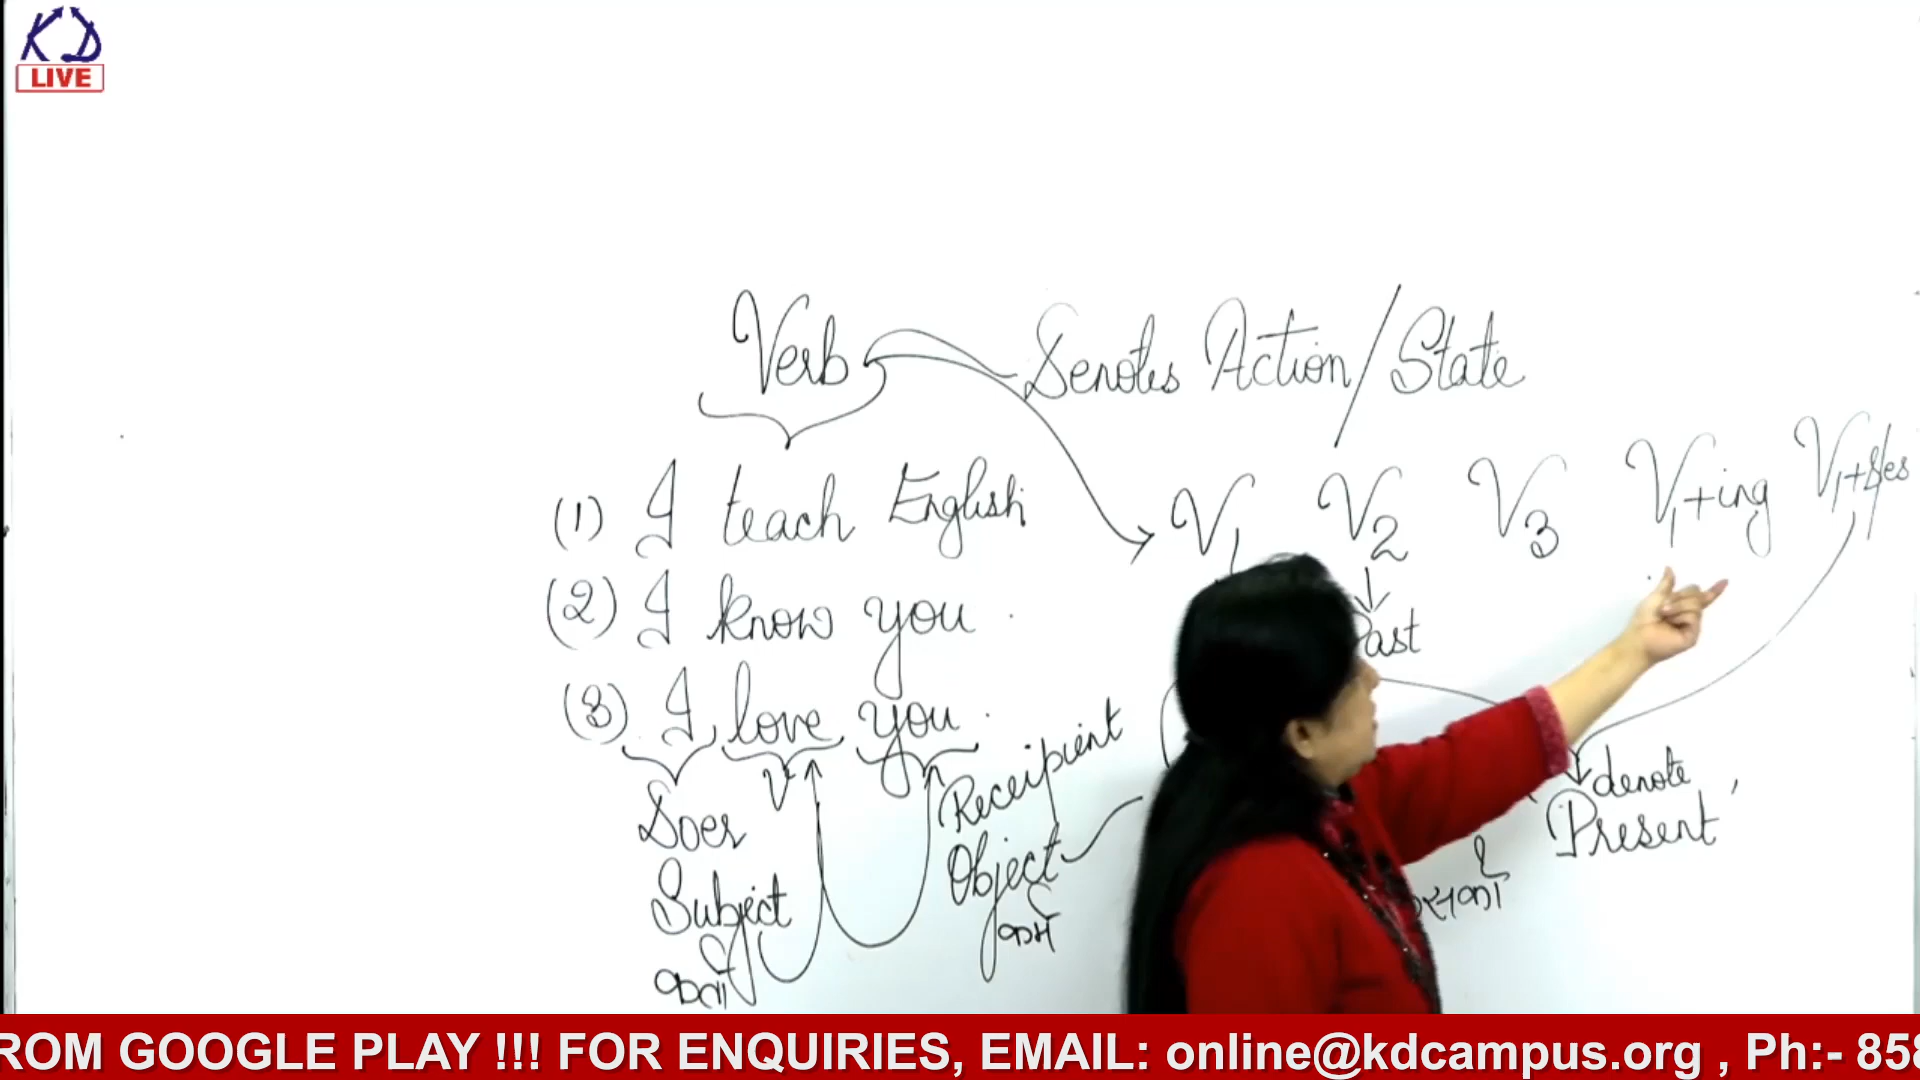 KD
LIVE
Verb Denotes Action/State
(1) I teach English
V1 V2 V3 V1+ing V1+s/es
(2) I know you.
Past
(3) I love you.
V
Doer
Receipient
denote
Present
Subject
Object
कर्ता
कर्म
ROM GOOGLE PLAY !!! FOR ENQUIRIES, EMAIL: online@kdcampus.org , Ph:- 858